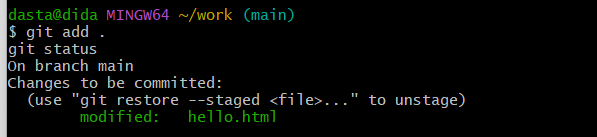 dasta@dida MINGW64 ~/work (main)
$ git add .
git status
On branch main
Changes to be committed:
  (use "git restore --staged <file>..." to unstage)
        modified:   hello.html